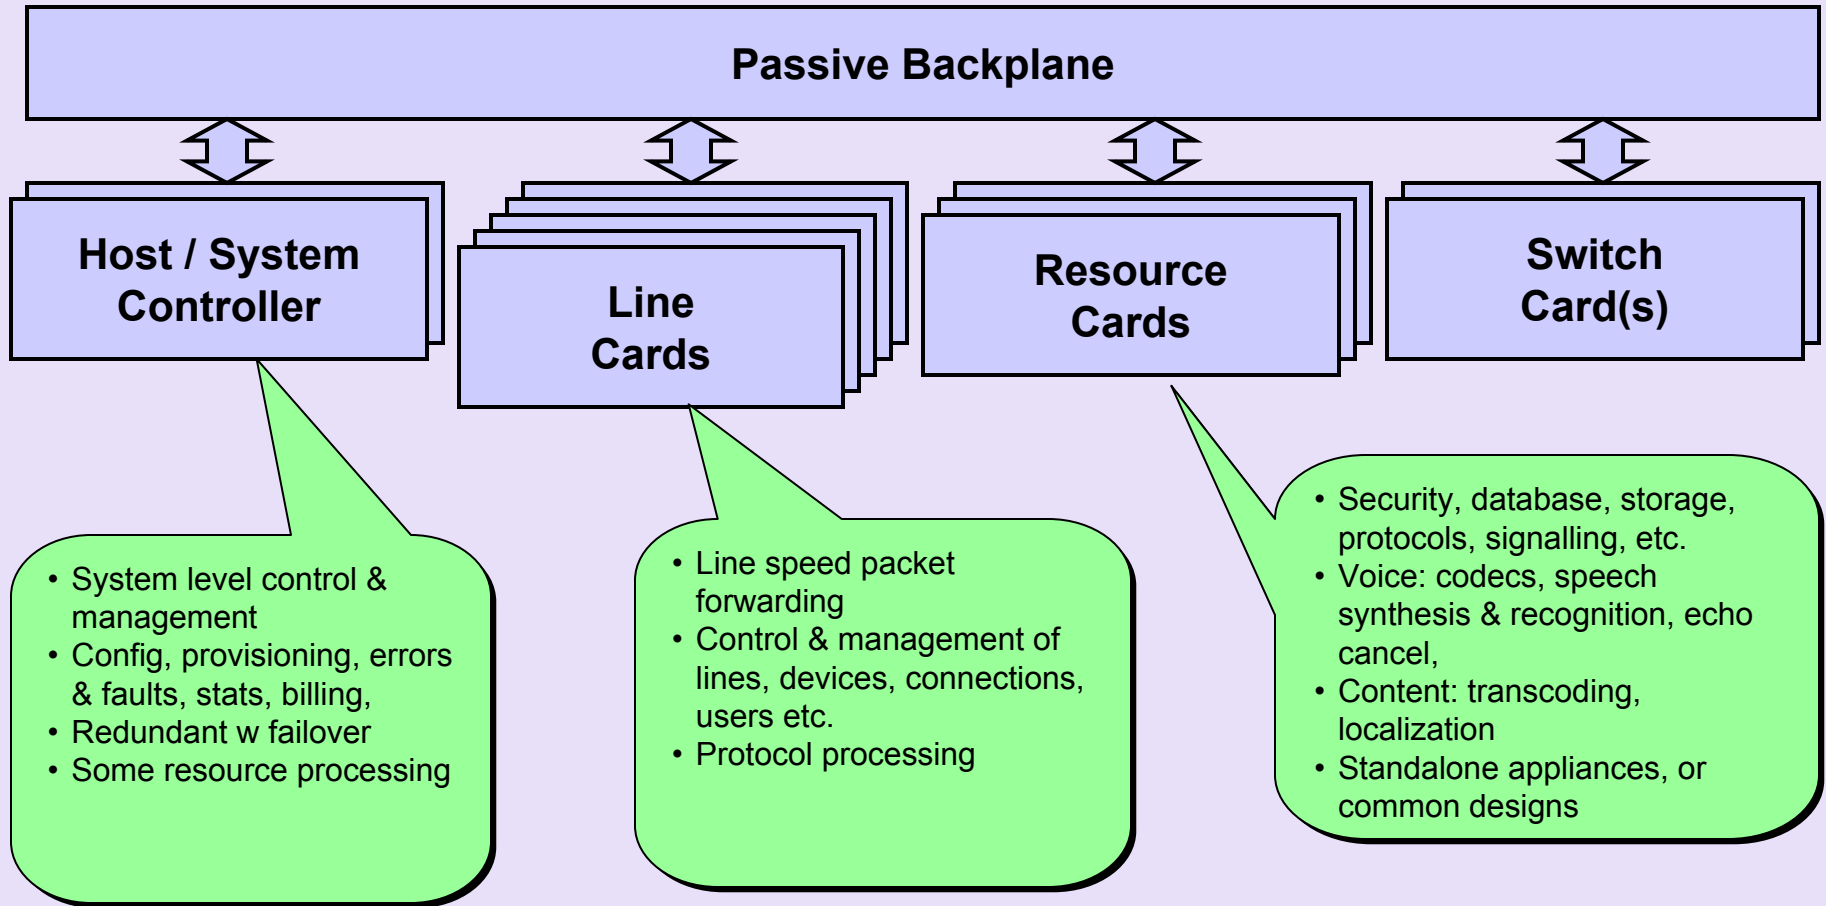 Passive Backplane
Host / System
Controller
Line
Cards
Resource
Cards
Switch
Card(s)
• System level control &
management
• Config, provisioning, errors
& faults, stats, billing,
• Redundant w failover
• Some resource processing
• Line speed packet
forwarding
• Control & management of
lines, devices, connections,
users etc.
• Protocol processing
• Security, database, storage,
protocols, signalling, etc.
• Voice: codecs, speech
synthesis & recognition, echo
cancel,
• Content: transcoding,
localization
• Standalone appliances, or
common designs